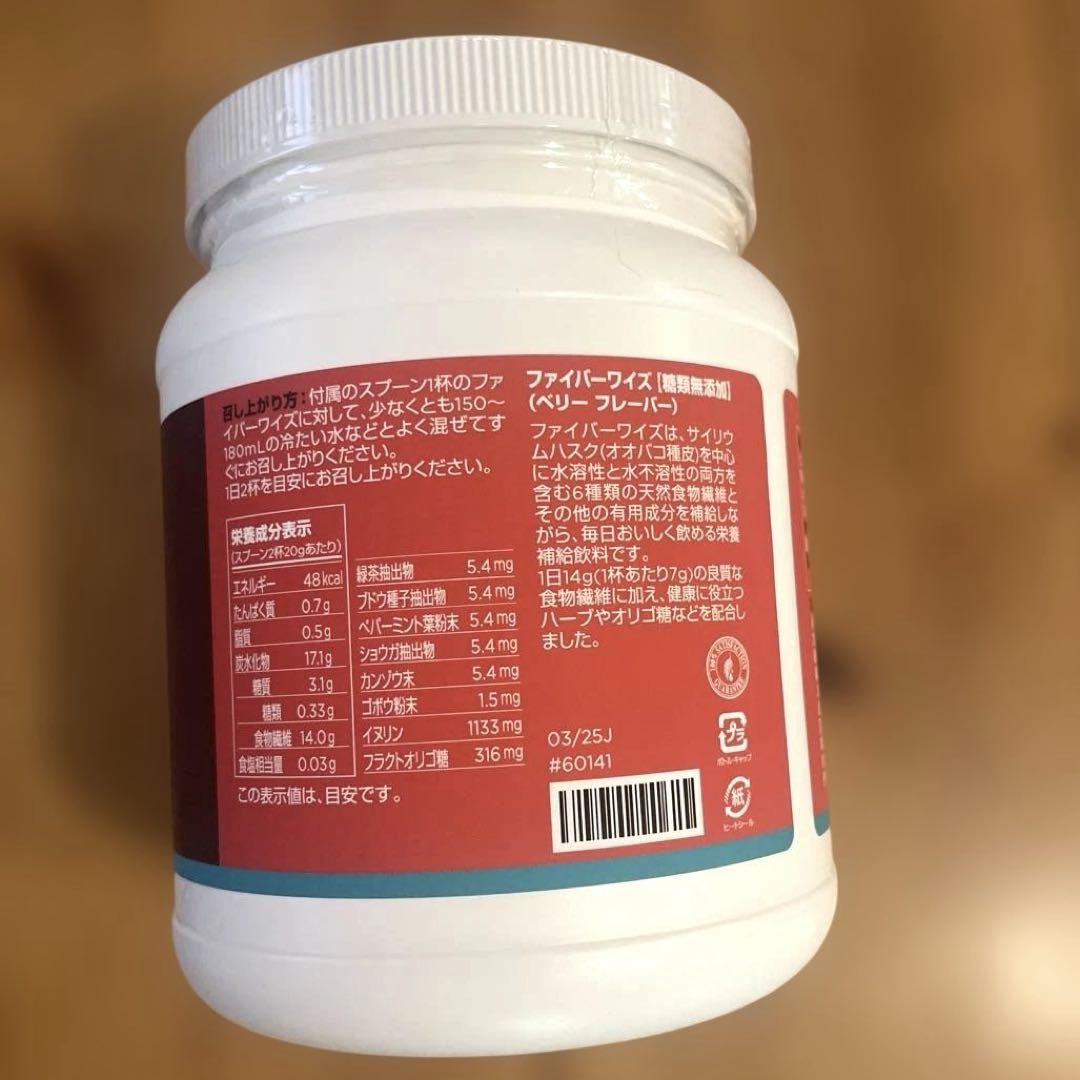 召し上がり方：付属のスプーン1杯のファ
イバーワイズに対して、少なくとも150～
180mLの冷たい水などとよく混ぜてす
ぐにお召し上がりください。
1日2杯を目安にお召し上がりください。
栄養成分表示
(スプーン2杯20gあたり)
エネルギー 48kcal
たんぱく質 0.7g
脂質 0.5g
炭水化物 17.1g
糖質 3.1g
糖類 0.33g
食物繊維 14.0g
食塩相当量 0.03g
緑茶抽出物 5.4mg
ブドウ種子抽出物 5.4mg
ペパーミント葉粉末 5.4mg
ショウガ抽出物 5.4mg
カンゾウ末 5.4mg
ゴボウ粉末 1.5mg
イヌリン 1133mg
フラクトオリゴ糖 316mg
この表示値は、目安です。
ファイバーワイズ【糖類無添加】
(ベリー フレーバー)
ファイバーワイズは、サイリウ
ムハスク(オオバコ種皮)を中心
に水溶性と水不溶性の両方を
含む6種類の天然食物繊維と
その他の有用成分を補給しな
がら、毎日おいしく飲める栄養
補給飲料です。
1日14g(1杯あたり7g)の良質な
食物繊維に加え、健康に役立つ
ハーブやオリゴ糖などを配合し
ました。
SATISFACTION
GUARANTEE
03/25J
#60141
プラ
ボトル・キャップ
紙
ヒートシール